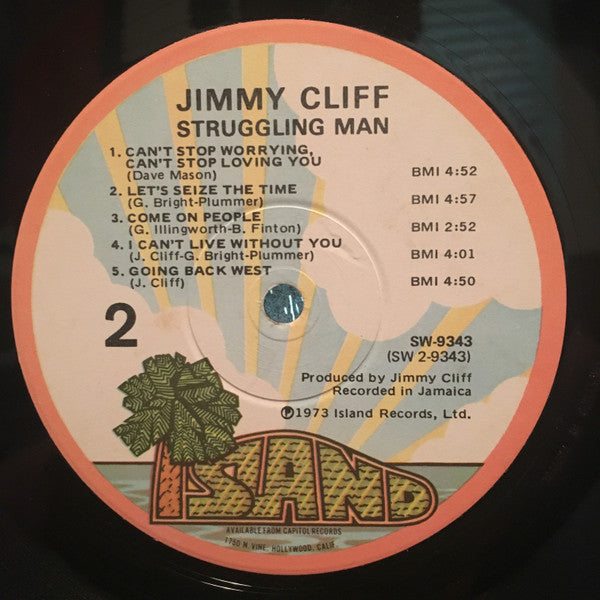 JIMMY CLIFF
STRUGGLING MAN
1. CAN'T STOP WORRYING,
CAN'T STOP LOVING YOU
(Dave Mason) BMI 4:52
2. LET'S SEIZE THE TIME
(G. Bright-Plummer) BMI 4:57
3. COME ON PEOPLE
(G. Illingworth-B. Finton) BMI 2:52
4. I CAN'T LIVE WITHOUT YOU
(J. Cliff-G. Bright-Plummer) BMI 4:01
5. GOING BACK WEST
(J. Cliff) BMI 4:50
2
SW-9343
(SW 2-9343)
Produced by Jimmy Cliff
Recorded in Jamaica
℗1973 Island Records, Ltd.
ISLAND
AVAILABLE FROM CAPITOL RECORDS
1750 N. VINE, HOLLYWOOD, CALIF.